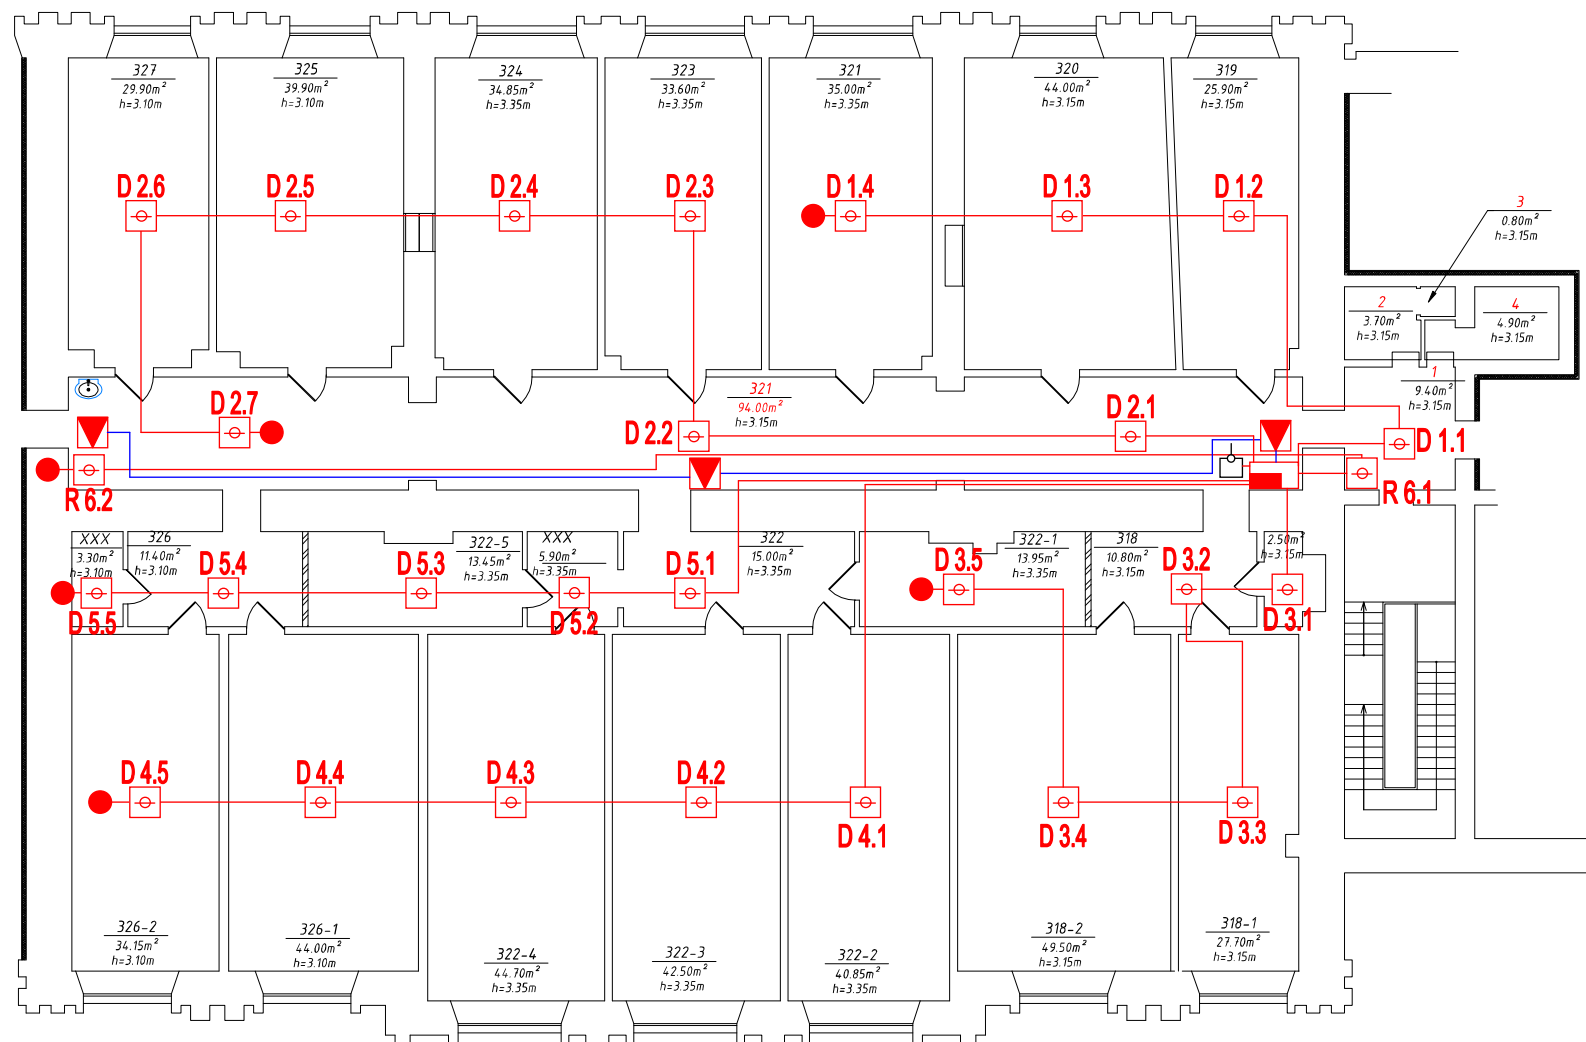 327
29.90m²
h=3.10m
325
39.90m²
h=3.10m
324
34.85m²
h=3.35m
323
33.60m²
h=3.35m
321
35.00m²
h=3.35m
320
44.00m²
h=3.15m
319
25.90m²
h=3.15m
D 2.6
D 2.5
D 2.4
D 2.3
D 1.4
D 1.3
D 1.2
3
0.80m²
h=3.15m
2
3.70m²
h=3.15m
4
4.90m²
h=3.15m
1
9.40m²
h=3.15m
321
94.00m²
h=3.15m
D 2.7
D 2.2
D 2.1
D 1.1
R 6.2
R 6.1
XXX
3.30m²
h=3.10m
326
11.40m²
h=3.10m
322-5
13.45m²
h=3.35m
XXX
5.90m²
h=3.35m
322
15.00m²
h=3.35m
322-1
13.95m²
h=3.35m
318
10.80m²
h=3.15m
2.50m²
h=3.15m
D 5.5
D 5.4
D 5.3
D 5.2
D 5.1
D 3.5
D 3.2
D 3.1
D 4.5
D 4.4
D 4.3
D 4.2
D 4.1
D 3.4
D 3.3
326-2
34.15m²
h=3.10m
326-1
44.00m²
h=3.10m
322-4
44.70m²
h=3.35m
322-3
42.50m²
h=3.35m
322-2
40.85m²
h=3.35m
318-2
49.50m²
h=3.15m
318-1
27.70m²
h=3.15m